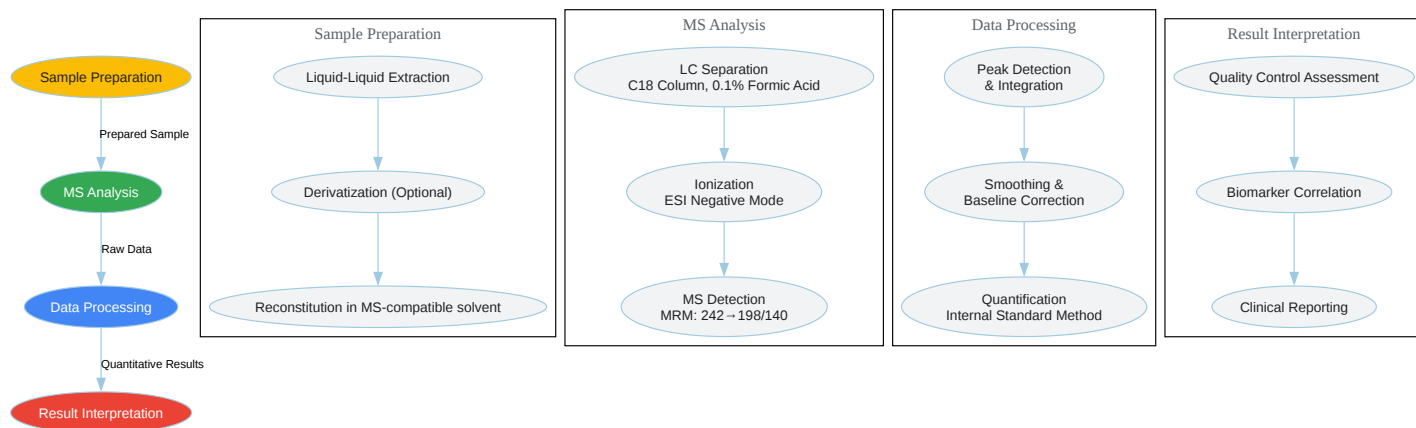 Sample Preparation
Prepared Sample
MS Analysis
Raw Data
Data Processing
Quantitative Results
Result Interpretation
Sample Preparation
Liquid-Liquid Extraction
Derivatization (Optional)
Reconstitution in MS-compatible solvent
MS Analysis
LC Separation
C18 Column, 0.1% Formic Acid
Ionization
ESI Negative Mode
MS Detection
MRM: 242→198/140
Data Processing
Peak Detection
& Integration
Smoothing &
Baseline Correction
Quantification
Internal Standard Method
Result Interpretation
Quality Control Assessment
Biomarker Correlation
Clinical Reporting